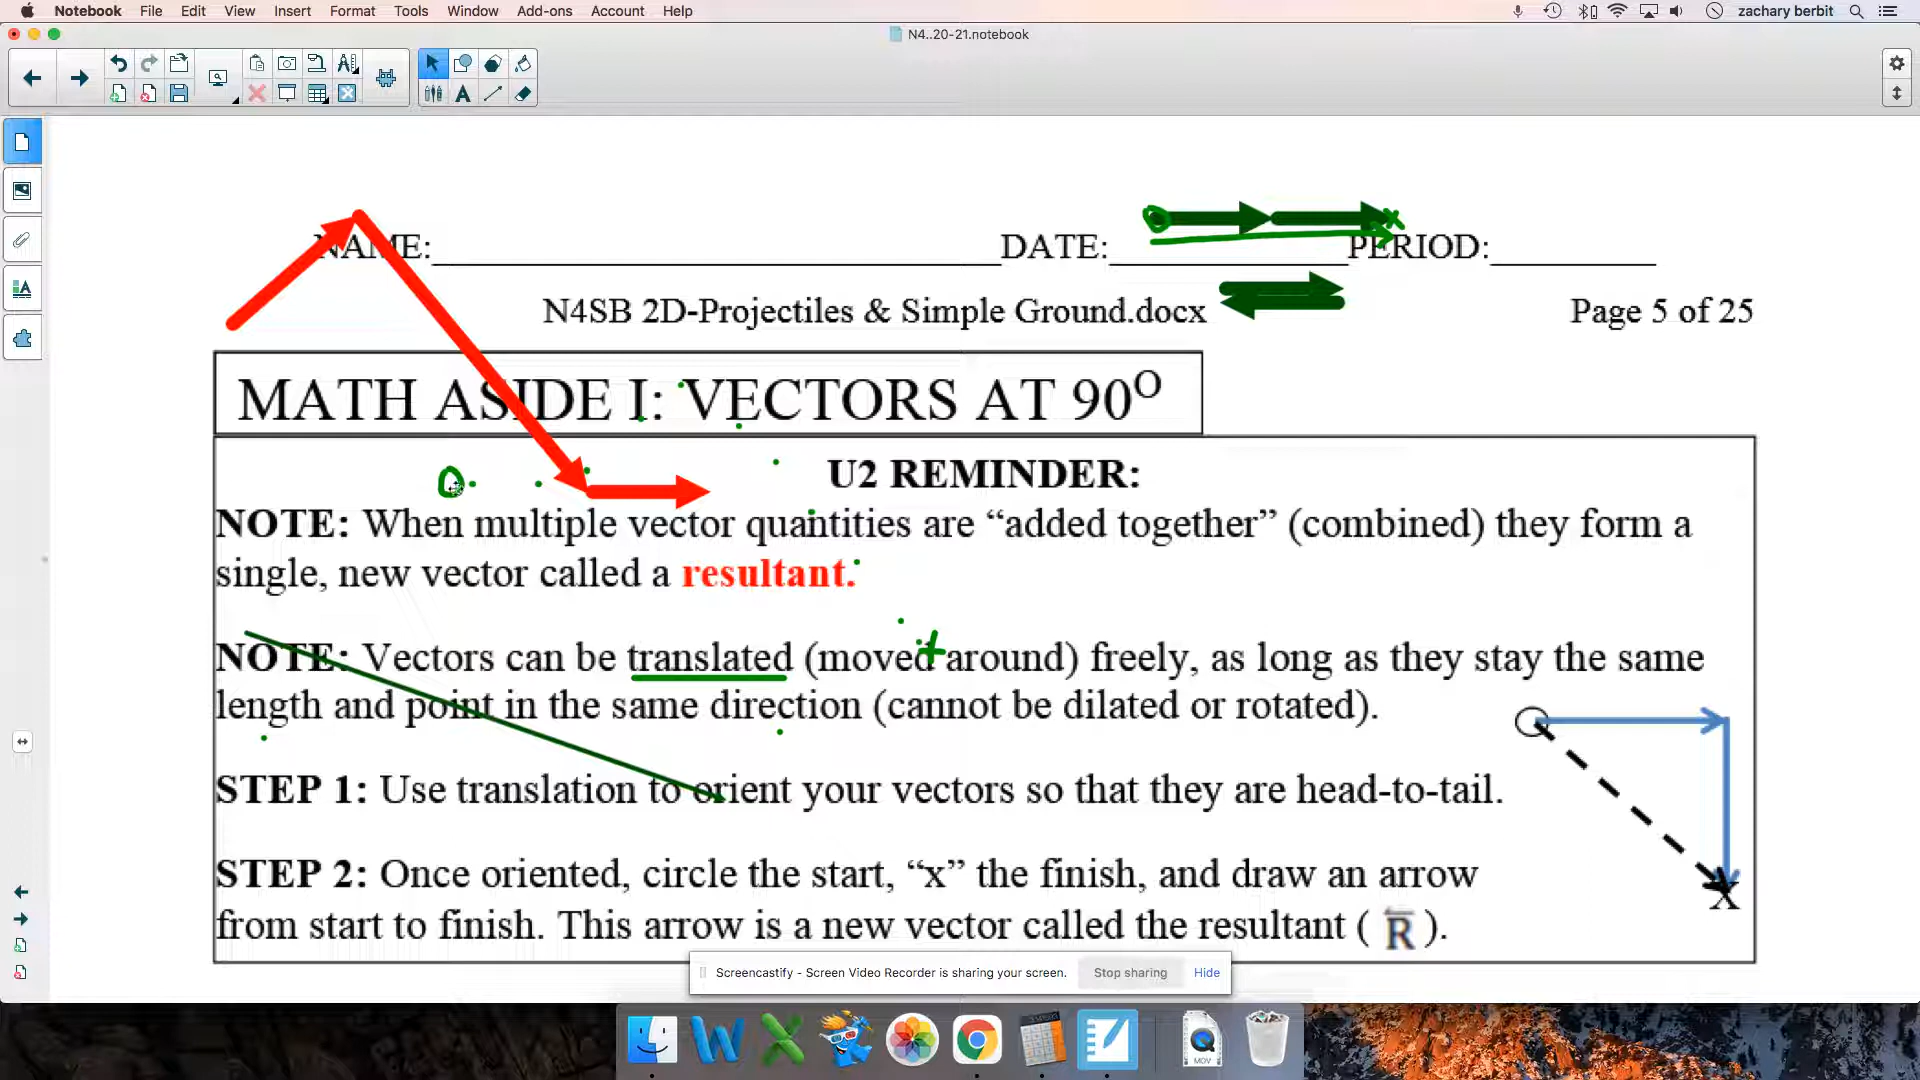 Notebook File Edit View Insert Format Tools Window Add-ons Account Help zachary berbit
N4..20-21.notebook
NAME: DATE: PERIOD:
N4SB 2D-Projectiles & Simple Ground.docx Page 5 of 25
MATH ASIDE I: VECTORS AT 90O
U2 REMINDER:
NOTE: When multiple vector quantities are “added together” (combined) they form a
single, new vector called a resultant.
NOTE: Vectors can be translated (moved around) freely, as long as they stay the same
length and point in the same direction (cannot be dilated or rotated).
STEP 1: Use translation to orient your vectors so that they are head-to-tail.
STEP 2: Once oriented, circle the start, “x” the finish, and draw an arrow
from start to finish. This arrow is a new vector called the resultant ( R ).
X
Screencastify - Screen Video Recorder is sharing your screen. Stop sharing Hide
MOV